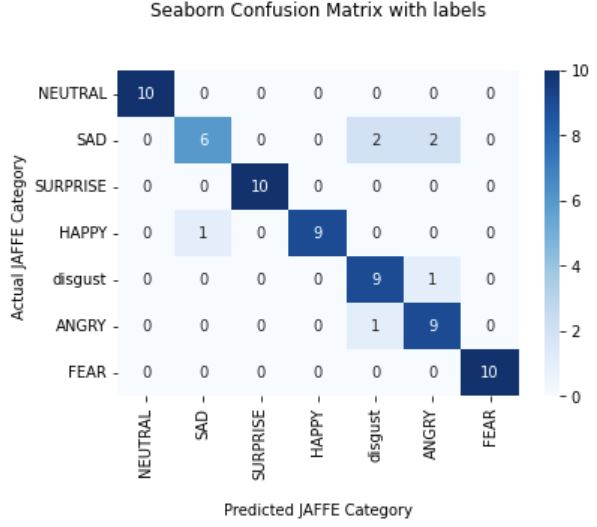 Seaborn Confusion Matrix with labels
NEUTRAL 10 0 0 0 0 0 0
SAD 0 6 0 0 2 2 0
SURPRISE 0 0 10 0 0 0 0
HAPPY 0 1 0 9 0 0 0
disgust 0 0 0 0 9 1 0
ANGRY 0 0 0 0 1 9 0
FEAR 0 0 0 0 0 0 10
Actual JAFFE Category
NEUTRAL SAD SURPRISE HAPPY disgust ANGRY FEAR
Predicted JAFFE Category
10
8
6
4
2
0